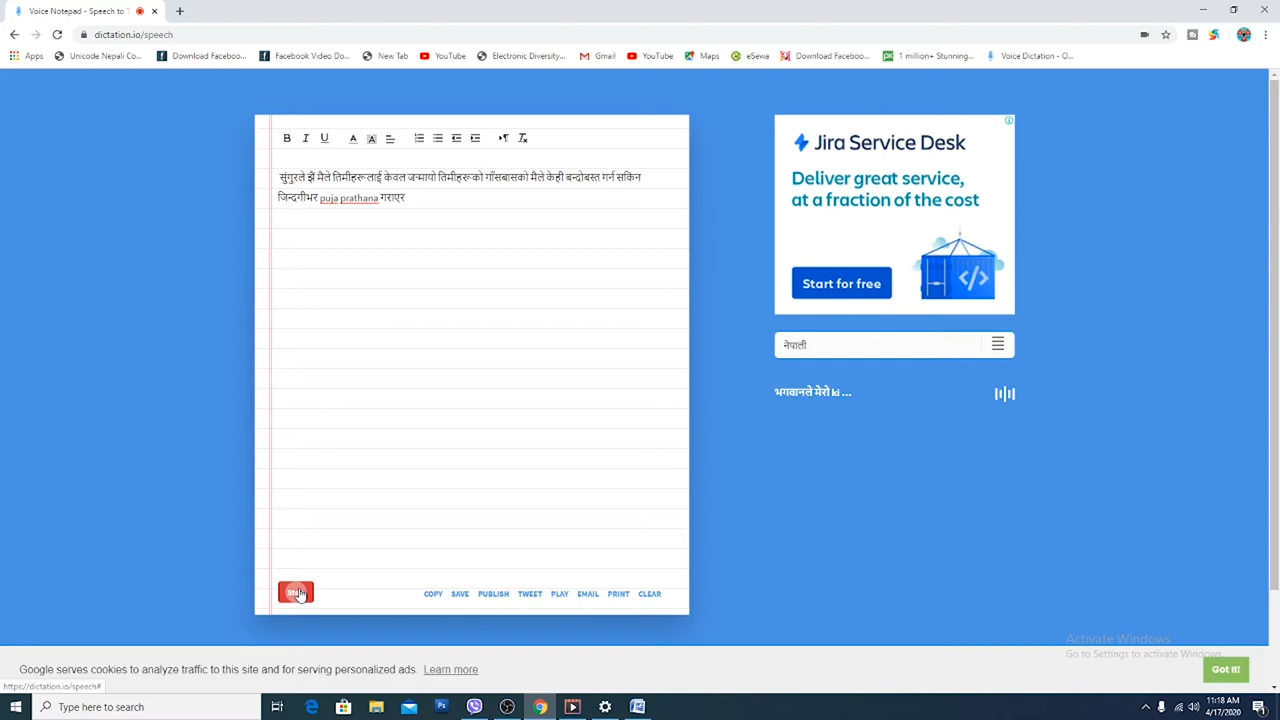 Voice Notepad - Speech to T
dictation.io/speech
Apps
Unicode Nepali Co...
Download Faceboo...
Facebook Video Do...
New Tab
YouTube
Electronic Diversity...
Gmail
YouTube
Maps
eSewa
Download Faceboo...
1 million+ Stunning...
Voice Dictation - O...
B I U A A
सुंगुरले झैं मैले तिमीहरूलाई केवल जन्मायो तिमीहरूको गाँसबासको मैले केही बन्दोबस्त गर्न सकिन
जिन्दगीभर puja prathana गराएर
Jira Service Desk
Deliver great service,
at a fraction of the cost
Start for free
नेपाली
भगवानले मेरो ki ...
COPY SAVE PUBLISH TWEET PLAY EMAIL PRINT CLEAR
Activate Windows
Go to Settings to activate Windows.
Google serves cookies to analyze traffic to this site and for serving personalized ads. Learn more
Got it!
https://dictation.io/speech#
Type here to search
11:18 AM
4/17/2020